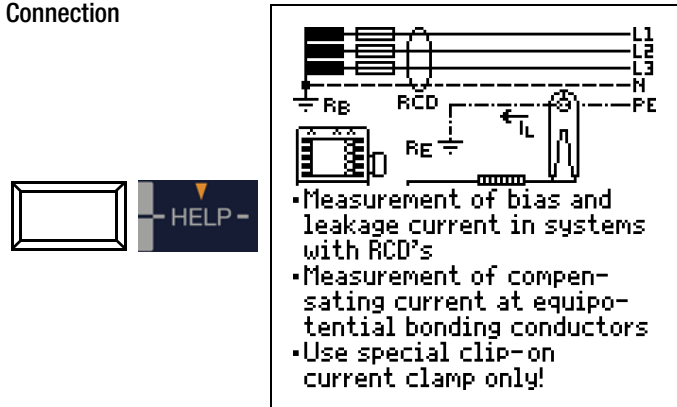 Connection
L1
L2
L3
N
RB RCD PE
IL
RE
HELP
•Measurement of bias and
leakage current in systems
with RCD's
•Measurement of compen-
sating current at equipo-
tential bonding conductors
•Use special clip-on
current clamp only!